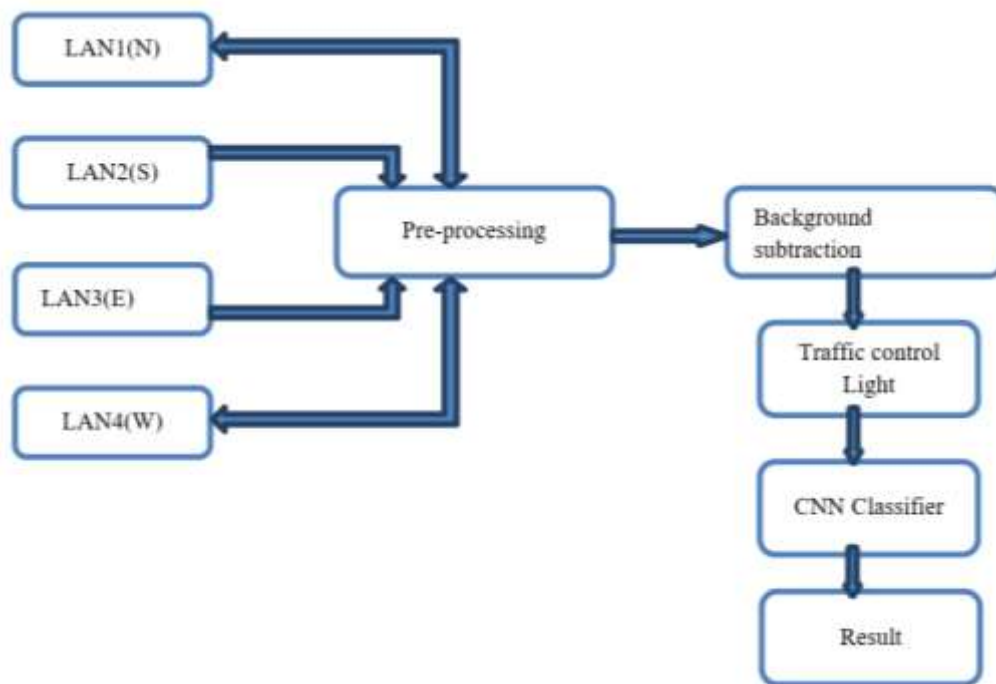 LAN1(N)
LAN2(S)
LAN3(E)
LAN4(W)
Pre-processing
Background
subtraction
Traffic control
Light
CNN Classifier
Result